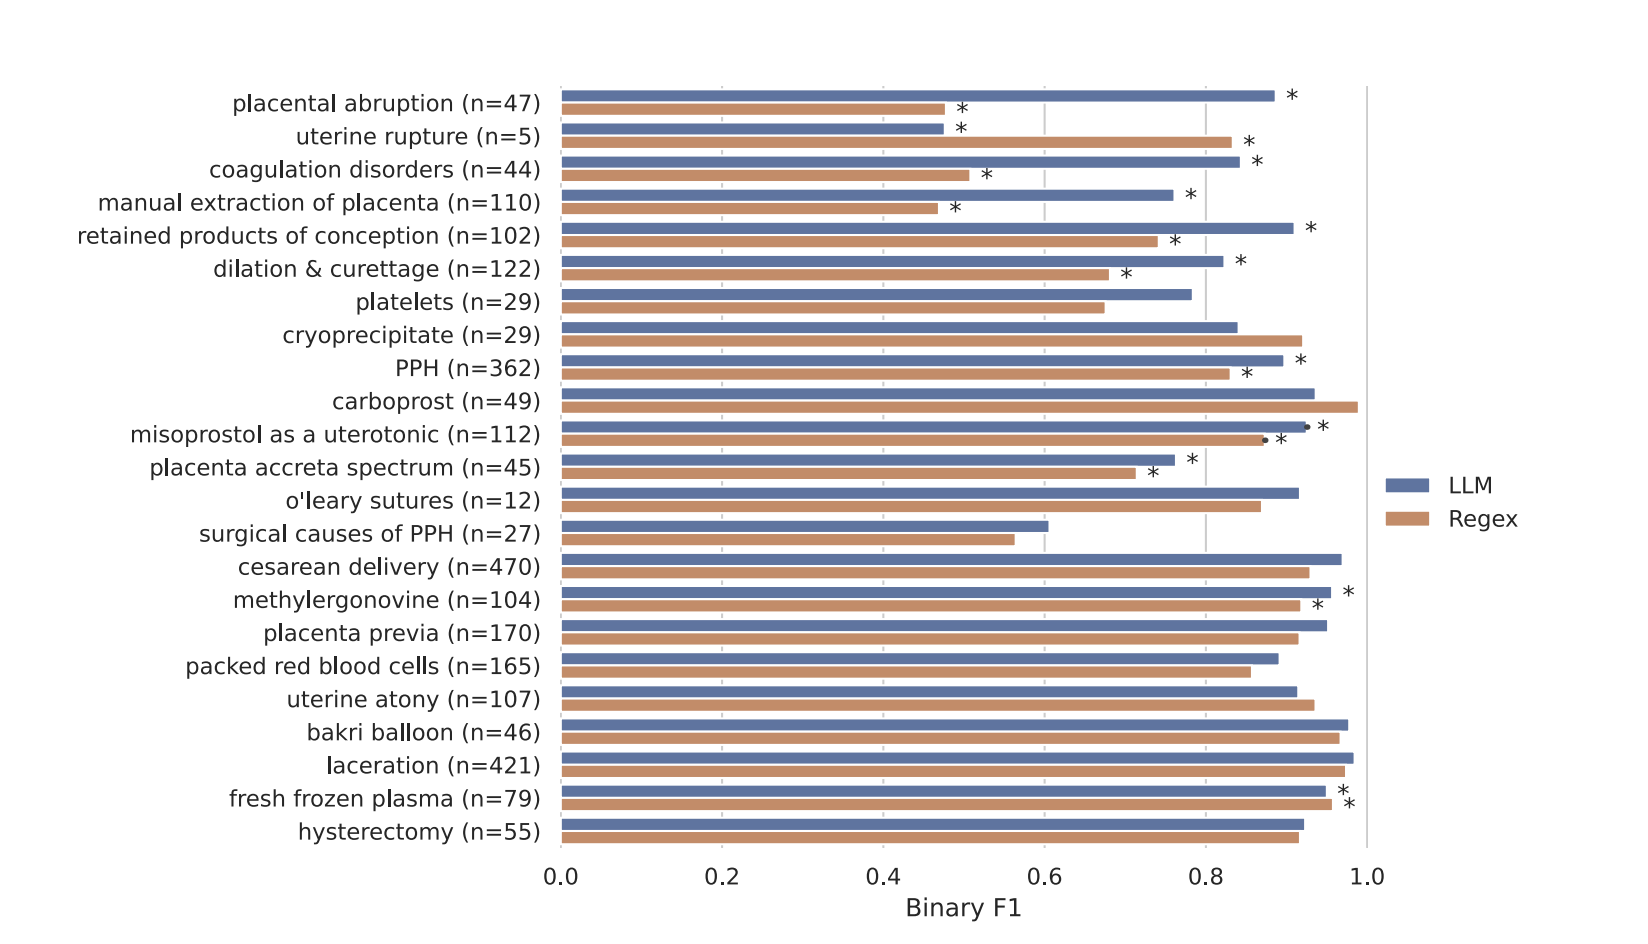 placental abruption (n=47) * *
uterine rupture (n=5) * *
coagulation disorders (n=44) * *
manual extraction of placenta (n=110) * *
retained products of conception (n=102) * *
dilation & curettage (n=122) * *
platelets (n=29)
cryoprecipitate (n=29)
PPH (n=362) * *
carboprost (n=49)
misoprostol as a uterotonic (n=112) * *
placenta accreta spectrum (n=45) * *
o'leary sutures (n=12)
surgical causes of PPH (n=27)
cesarean delivery (n=470)
methylergonovine (n=104) * *
placenta previa (n=170)
packed red blood cells (n=165)
uterine atony (n=107)
bakri balloon (n=46)
laceration (n=421)
fresh frozen plasma (n=79) * *
hysterectomy (n=55)
0.0 0.2 0.4 0.6 0.8 1.0
Binary F1
LLM
Regex